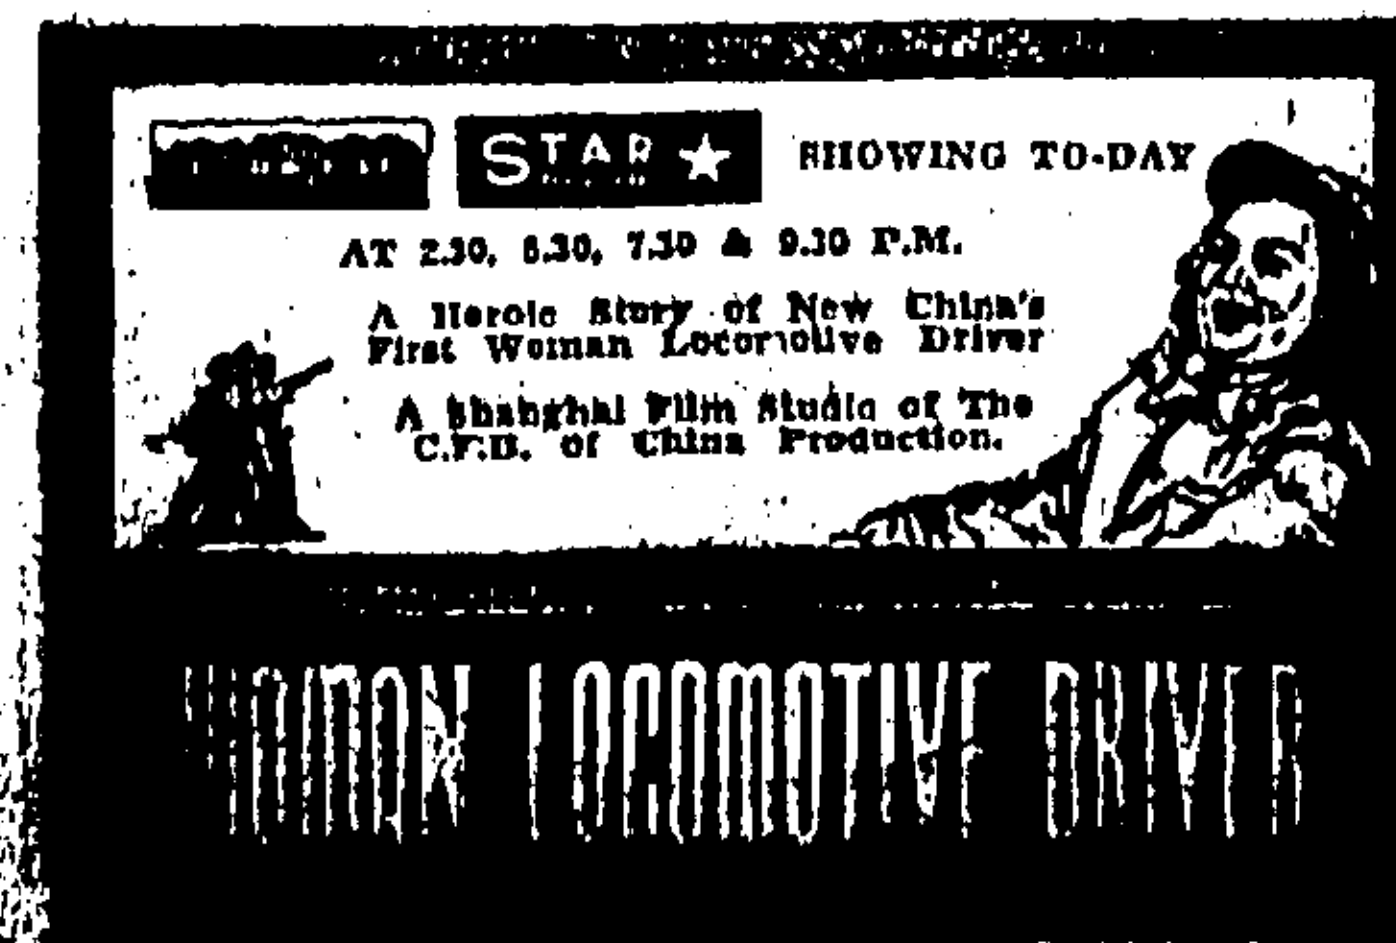 STAR
SHOWING TO-DAY
AT 2.30, 5.30, 7.30 & 9.30 P.M.
A Heroic Story of New China's
First Woman Locomotive Driver
A Shanghai Film Studio of The
C.F.B. of China Production.
WOMAN LOCOMOTIVE DRIVER